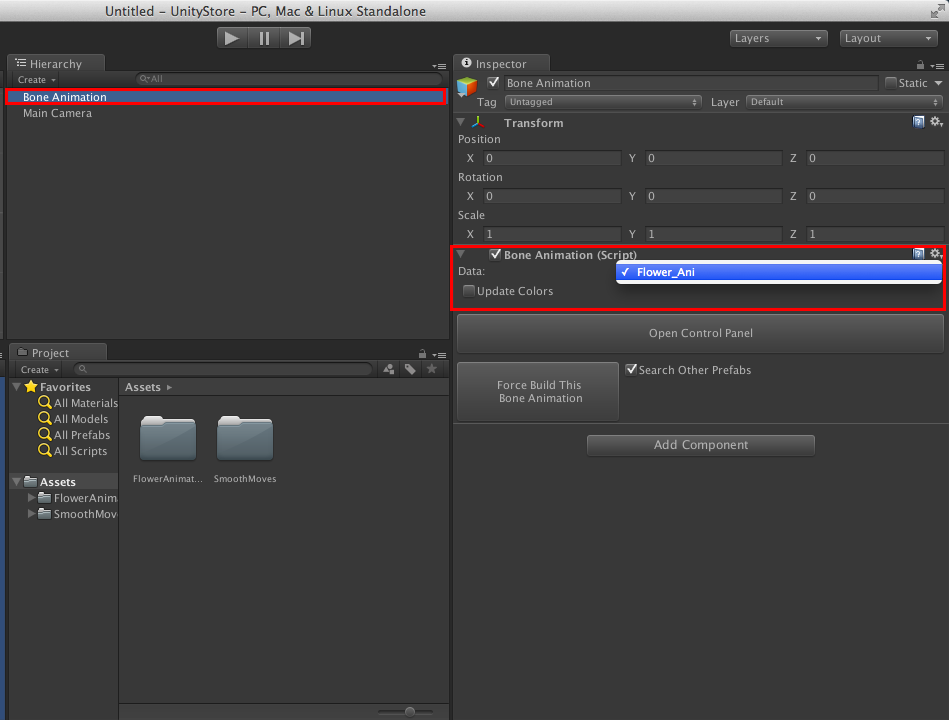 Untitled - UnityStore - PC, Mac & Linux Standalone
Layers
Layout
Hierarchy
Create
All
Bone Animation
Main Camera
Inspector
Bone Animation
Static
Tag
Untagged
Layer
Default
Transform
Position
X 0 Y 0 Z 0
Rotation
X 0 Y 0 Z 0
Scale
X 1 Y 1 Z 1
Bone Animation (Script)
Data:
✓ Flower_Ani
Update Colors
Open Control Panel
Force Build This
Bone Animation
Search Other Prefabs
Add Component
Project
Create
Favorites
All Materials
All Models
All Prefabs
All Scripts
Assets
FlowerAnim
SmoothMov
Assets
FlowerAnimat...
SmoothMoves